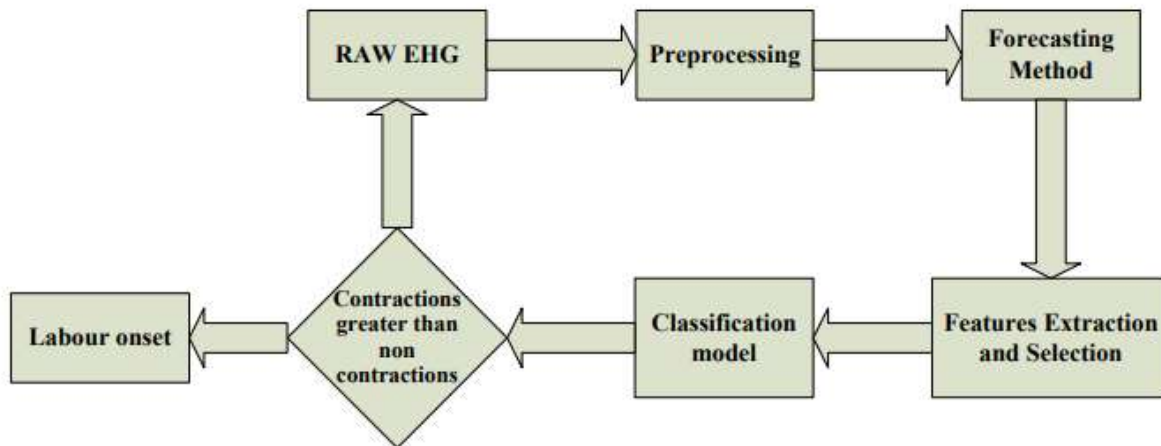 RAW EHG
Preprocessing
Forecasting
Method
Features Extraction
and Selection
Classification
model
Contractions
greater than
non
contractions
Labour onset